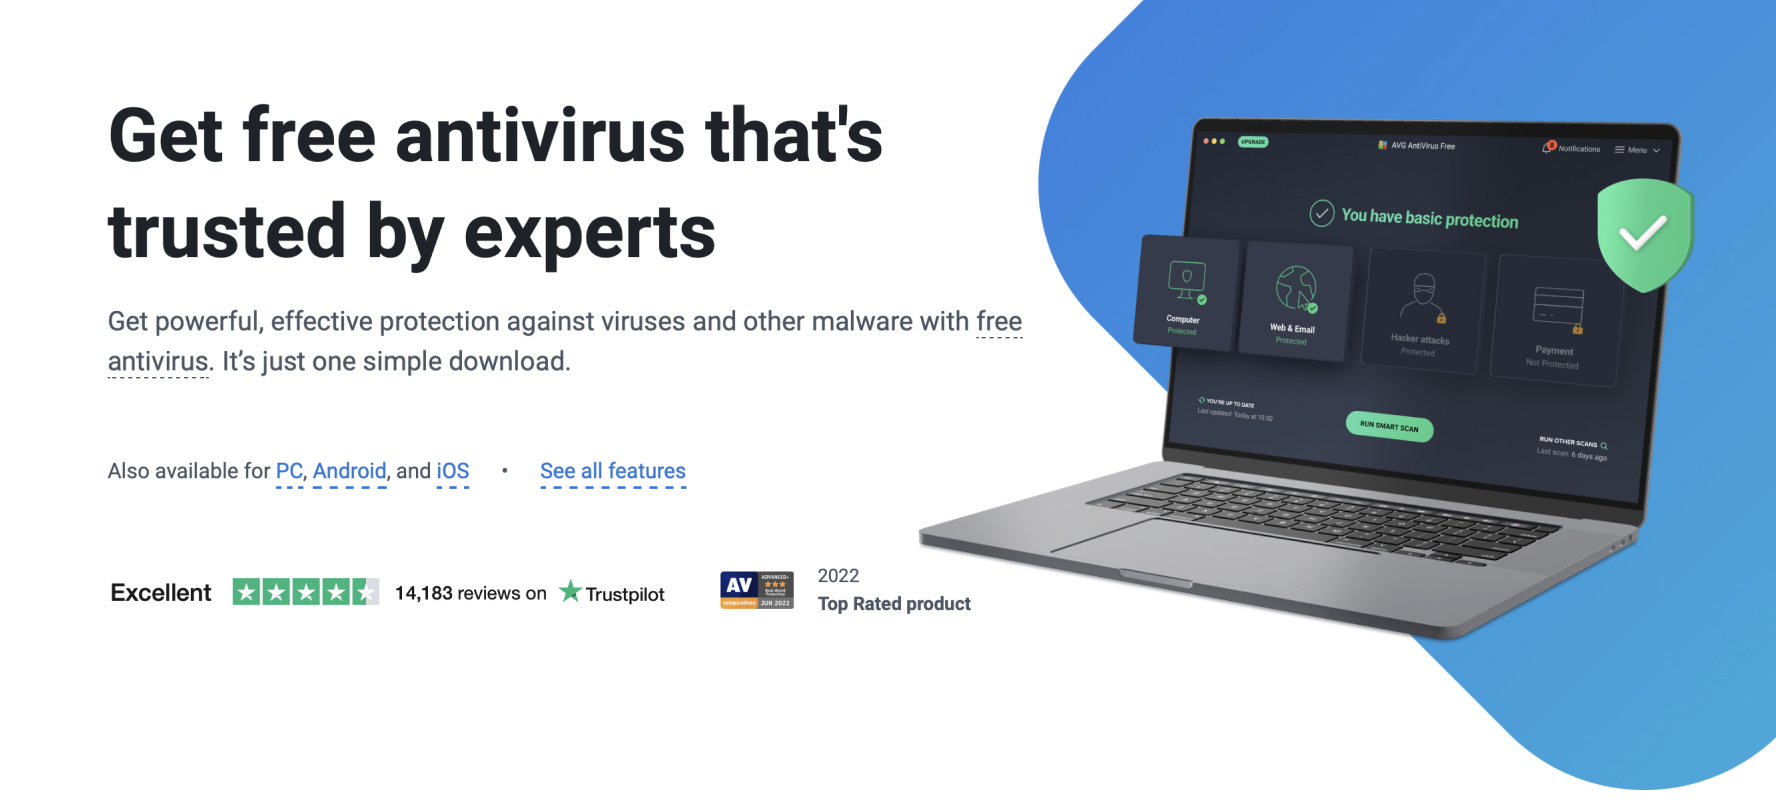 Get free antivirus that's
trusted by experts
Get powerful, effective protection against viruses and other malware with free
antivirus. It’s just one simple download.
Also available for PC, Android, and iOS • See all features
Excellent 14,183 reviews on Trustpilot
AV comparatives ADVANCED+ Real-World Protection JUN 2022
2022
Top Rated product
UPGRADE AVG AntiVirus Free Notifications Menu
You have basic protection
Computer
Protected
Web & Email
Protected
Hacker attacks
Protected
Payment
Not Protected
YOU'RE UP TO DATE
Last updated: Today at 10:00
RUN SMART SCAN
RUN OTHER SCANS
Last scan: 6 days ago